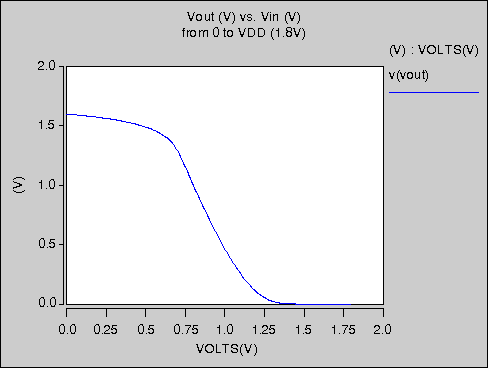 Vout (V) vs. Vin (V)
from 0 to VDD (1.8V)
(V) : VOLTS(V)
v(vout)
2.0
1.5
1.0
0.5
0.0
(V)
0.0 0.25 0.5 0.75 1.0 1.25 1.5 1.75 2.0
VOLTS(V)